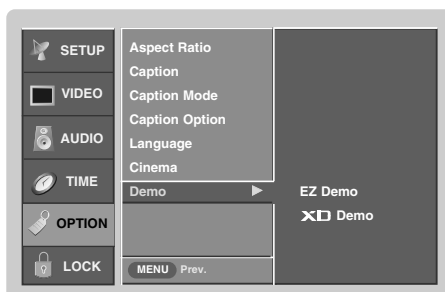 SETUP
VIDEO
AUDIO
TIME
OPTION
LOCK
Aspect Ratio
Caption
Caption Mode
Caption Option
Language
Cinema
Demo
MENU Prev.
EZ Demo
XD Demo